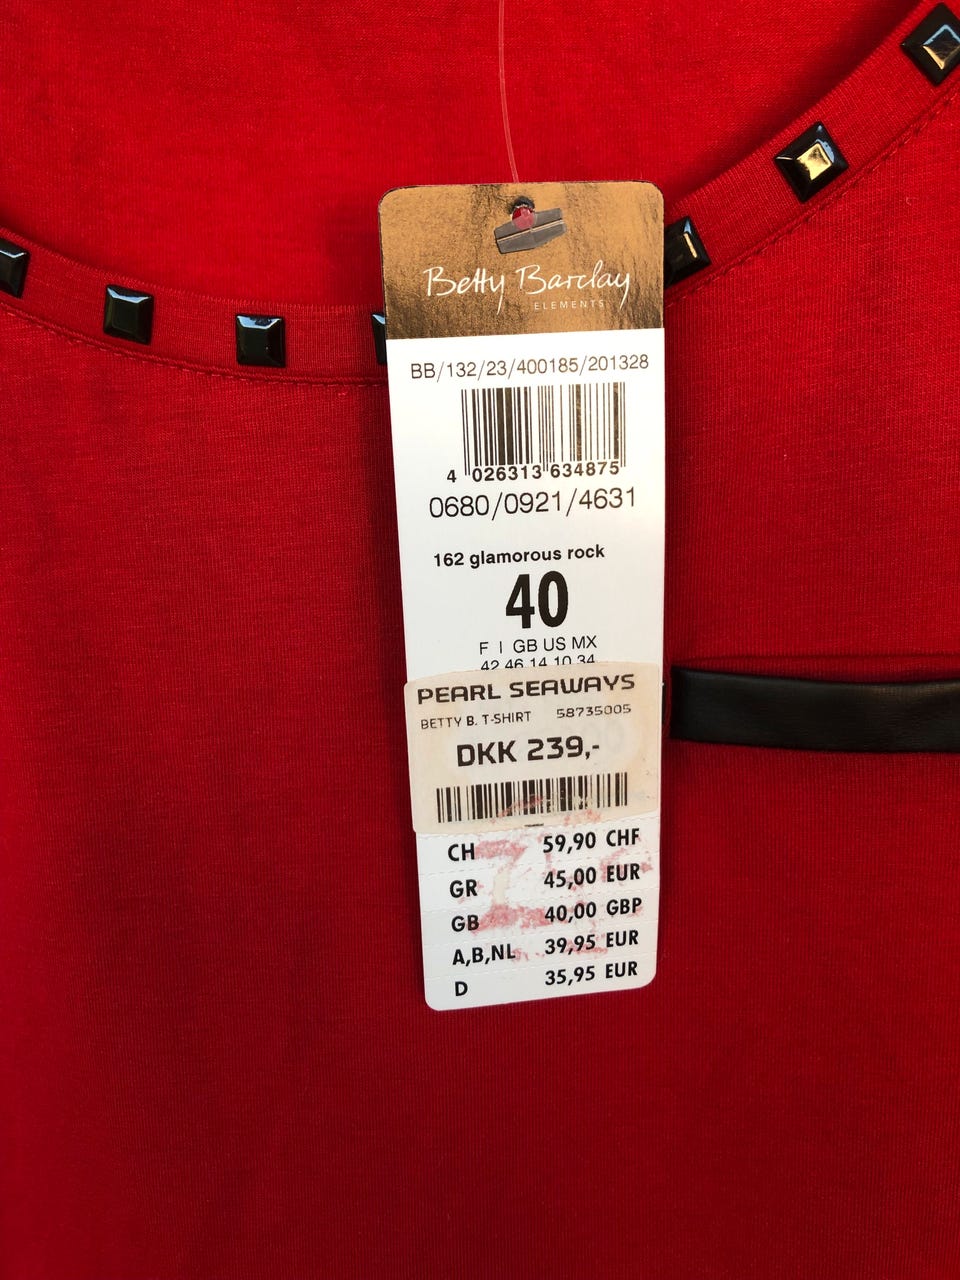 Betty Barclay
ELEMENTS
BB/132/23/400185/201328
4 026313 634875
0680/0921/4631
162 glamorous rock
40
F I GB US MX
42 46 14 10 34
PEARL SEAWAYS
BETTY B. T-SHIRT 58735005
DKK 239,-
CH 59,90 CHF
GR 45,00 EUR
GB 40,00 GBP
A,B,NL 39,95 EUR
D 35,95 EUR